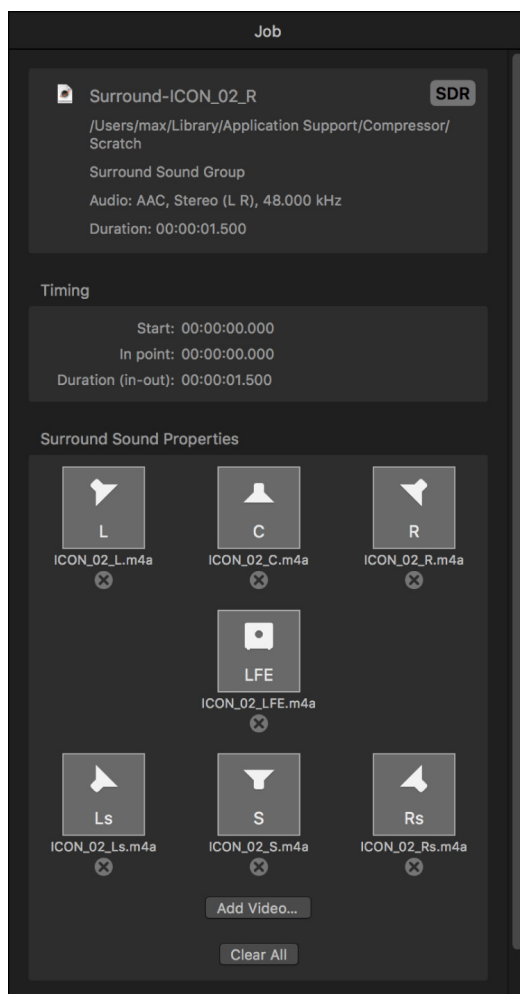 Job
Surround-ICON_02_R
SDR
/Users/max/Library/Application Support/Compressor/
Scratch
Surround Sound Group
Audio: AAC, Stereo (L R), 48.000 kHz
Duration: 00:00:01.500
Timing
Start: 00:00:00.000
In point: 00:00:00.000
Duration (in-out): 00:00:01.500
Surround Sound Properties
L
C
R
ICON_02_L.m4a
ICON_02_C.m4a
ICON_02_R.m4a
LFE
ICON_02_LFE.m4a
Ls
S
Rs
ICON_02_Ls.m4a
ICON_02_S.m4a
ICON_02_Rs.m4a
Add Video...
Clear All